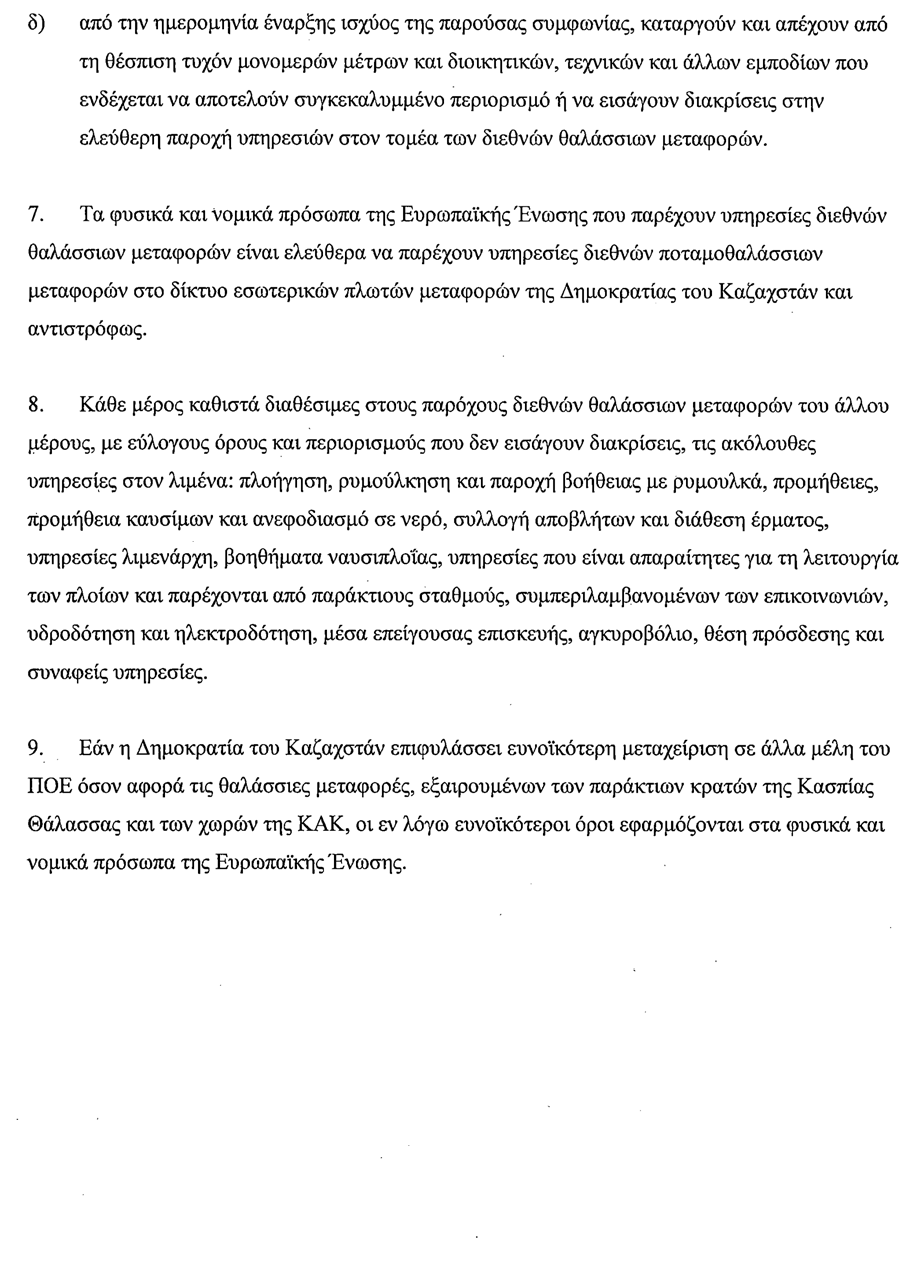 δ) από την ημερομηνία έναρξης ισχύος της παρούσας συμφωνίας, καταργούν και απέχουν από
τη θέσπιση τυχόν μονομερών μέτρων και διοικητικών, τεχνικών και άλλων εμποδίων που
ενδέχεται να αποτελούν συγκεκαλυμμένο περιορισμό ή να εισάγουν διακρίσεις στην
ελεύθερη παροχή υπηρεσιών στον τομέα των διεθνών θαλάσσιων μεταφορών.
7. Τα φυσικά και νομικά πρόσωπα της Ευρωπαϊκής Ένωσης που παρέχουν υπηρεσίες διεθνών
θαλάσσιων μεταφορών είναι ελεύθερα να παρέχουν υπηρεσίες διεθνών ποταμοθαλάσσιων
μεταφορών στο δίκτυο εσωτερικών πλωτών μεταφορών της Δημοκρατίας του Καζαχστάν και
αντιστρόφως.
8. Κάθε μέρος καθιστά διαθέσιμες στους παρόχους διεθνών θαλάσσιων μεταφορών του άλλου
μέρους, με εύλογους όρους και περιορισμούς που δεν εισάγουν διακρίσεις, τις ακόλουθες
υπηρεσίες στον λιμένα: πλοήγηση, ρυμούλκηση και παροχή βοήθειας με ρυμουλκά, προμήθειες,
προμήθεια καυσίμων και ανεφοδιασμό σε νερό, συλλογή αποβλήτων και διάθεση έρματος,
υπηρεσίες λιμενάρχη, βοηθήματα ναυσιπλοΐας, υπηρεσίες που είναι απαραίτητες για τη λειτουργία
των πλοίων και παρέχονται από παράκτιους σταθμούς, συμπεριλαμβανομένων των επικοινωνιών,
υδροδότηση και ηλεκτροδότηση, μέσα επείγουσας επισκευής, αγκυροβόλιο, θέση πρόσδεσης και
συναφείς υπηρεσίες.
9. Εάν η Δημοκρατία του Καζαχστάν επιφυλάσσει ευνοϊκότερη μεταχείριση σε άλλα μέλη του
ΠΟΕ όσον αφορά τις θαλάσσιες μεταφορές, εξαιρουμένων των παράκτιων κρατών της Κασπίας
Θάλασσας και των χωρών της ΚΑΚ, οι εν λόγω ευνοϊκότεροι όροι εφαρμόζονται στα φυσικά και
νομικά πρόσωπα της Ευρωπαϊκής Ένωσης.